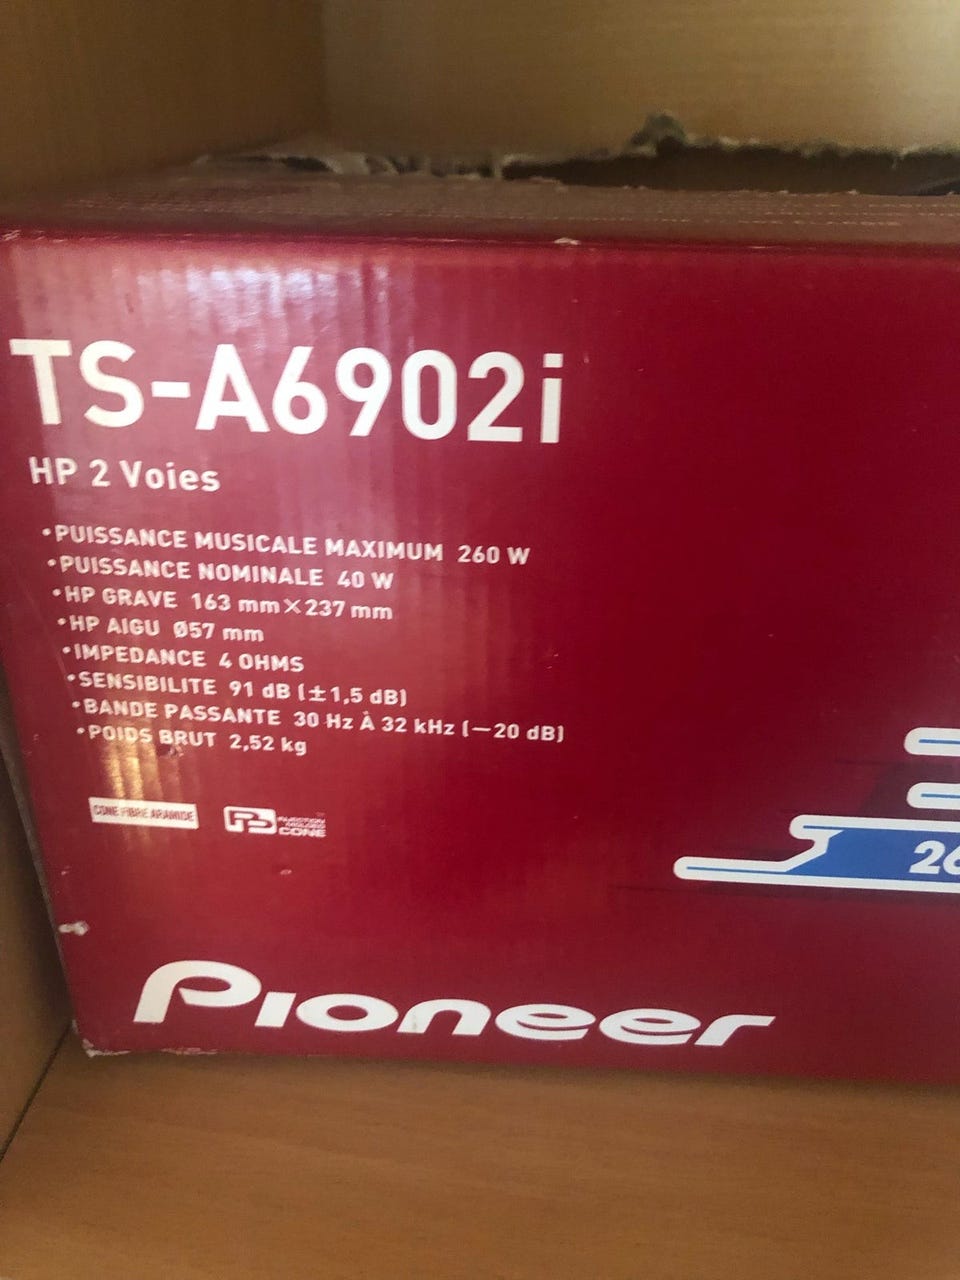 TS-A6902i
HP 2 Voies
•PUISSANCE MUSICALE MAXIMUM 260 W
•PUISSANCE NOMINALE 40 W
•HP GRAVE 163 mm×237 mm
•HP AIGU Ø57 mm
•IMPEDANCE 4 OHMS
•SENSIBILITE 91 dB (±1,5 dB)
•BANDE PASSANTE 30 Hz À 32 kHz (−20 dB)
•POIDS BRUT 2,52 kg
CONE FIBRE ARAMIDE
INJECTION
MOLDED
CONE
26
Pioneer